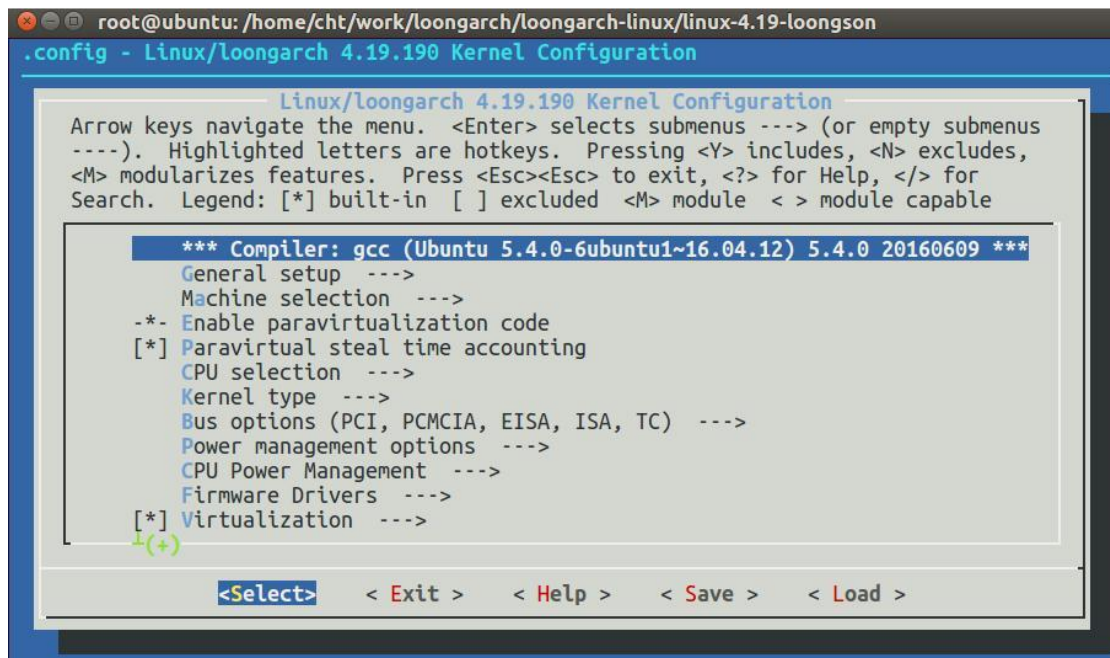 root@ubuntu: /home/cht/work/loongarch/loongarch-linux/linux-4.19-loongson
.config - Linux/loongarch 4.19.190 Kernel Configuration
Linux/loongarch 4.19.190 Kernel Configuration
Arrow keys navigate the menu.  <Enter> selects submenus ---> (or empty submenus
----).  Highlighted letters are hotkeys.  Pressing <Y> includes, <N> excludes,
<M> modularizes features.  Press <Esc><Esc> to exit, <?> for Help, </> for
Search.  Legend: [*] built-in  [ ] excluded  <M> module  < > module capable
*** Compiler: gcc (Ubuntu 5.4.0-6ubuntu1~16.04.12) 5.4.0 20160609 ***
General setup  --->
Machine selection  --->
-*- Enable paravirtualization code
[*] Paravirtual steal time accounting
CPU selection  --->
Kernel type  --->
Bus options (PCI, PCMCIA, EISA, ISA, TC)  --->
Power management options  --->
CPU Power Management  --->
Firmware Drivers  --->
[*] Virtualization  --->
┴(+)
<Select>    < Exit >    < Help >    < Save >    < Load >